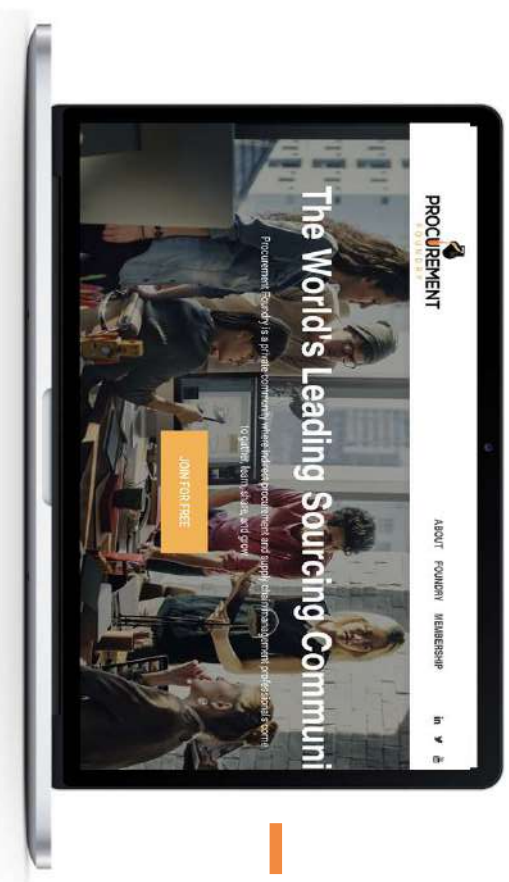 PROCUREMENT
FOUNDRY
ABOUT FOUNDRY MEMBERSHIP in
The World's Leading Sourcing Communi
Procurement Foundry is a private community where indirect procurement and supply chain management professionals come
to gather, learn, share, and grow
JOIN FOR FREE